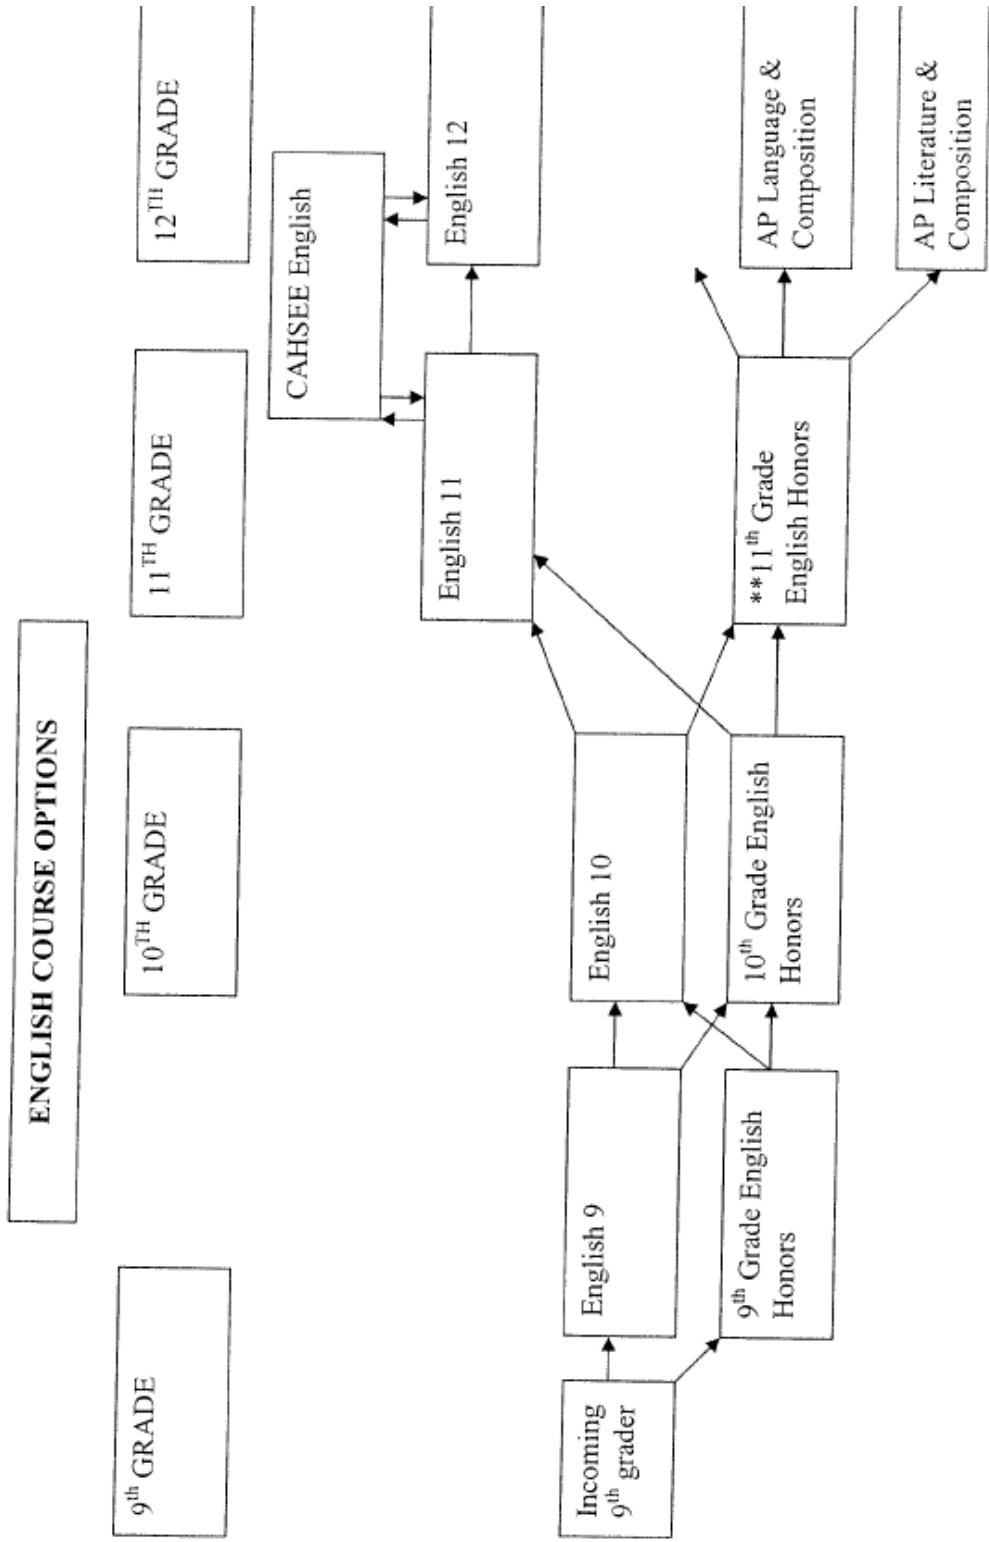 ENGLISH COURSE OPTIONS
9th GRADE
10TH GRADE
11TH GRADE
12TH GRADE
CAHSEE English
English 11
English 12
Incoming
9th grader
English 9
English 10
9th Grade English
Honors
10th Grade English
Honors
**11th Grade
English Honors
AP Language &
Composition
AP Literature &
Composition